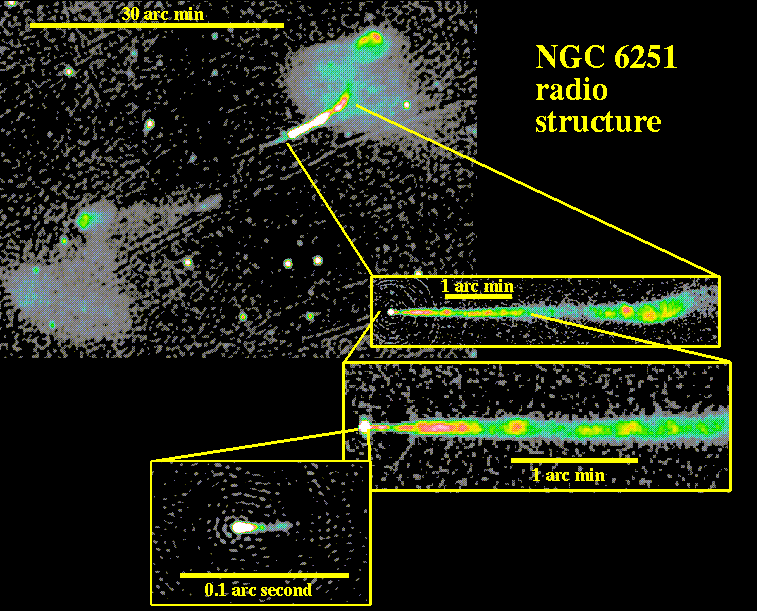 30 arc min
NGC 6251
radio
structure
1 arc min
1 arc min
0.1 arc second